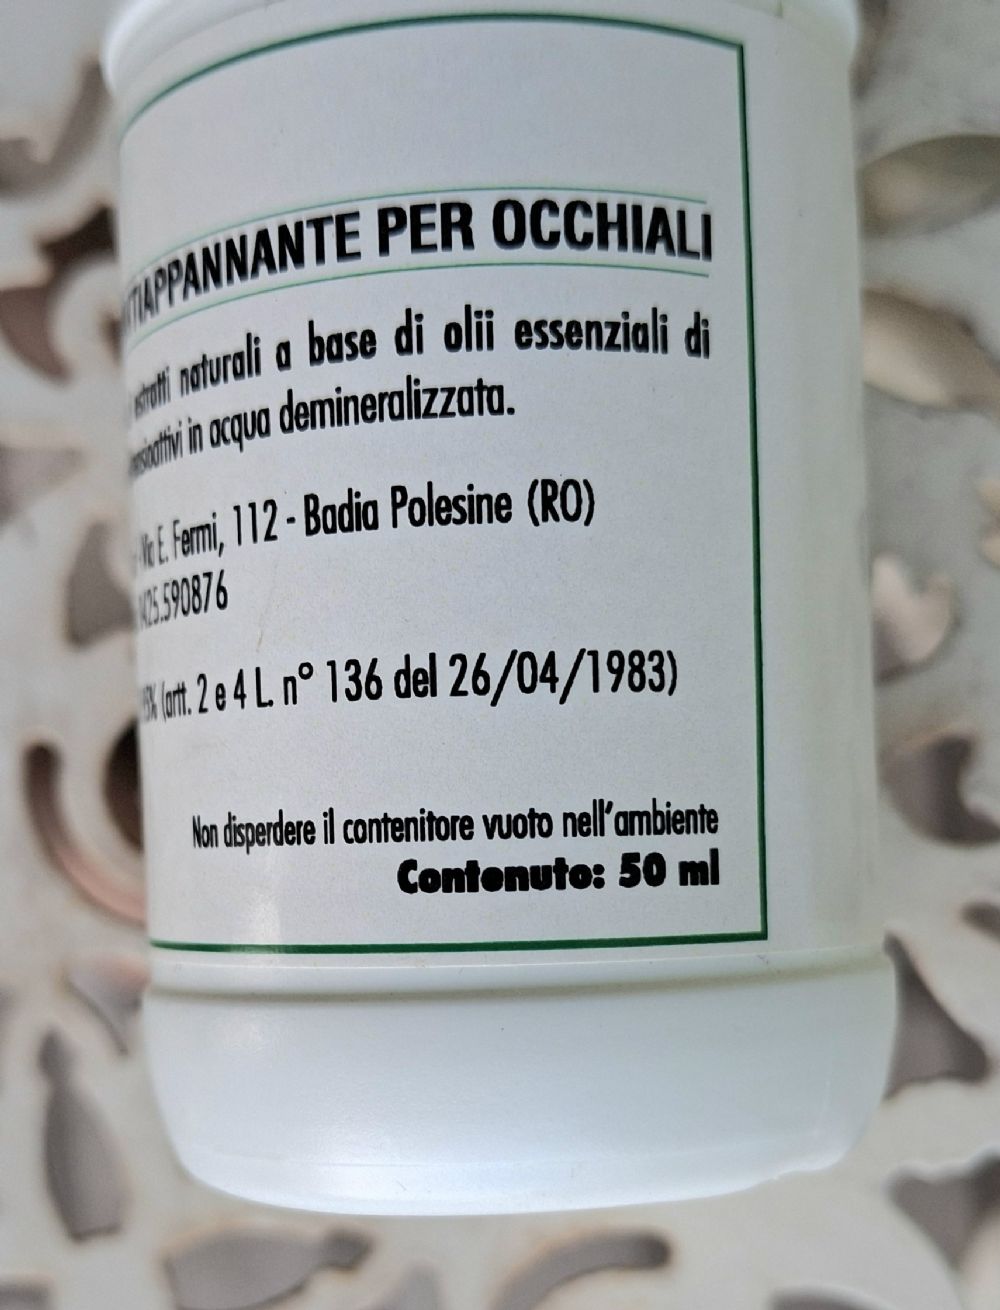 ANTIAPPANNANTE PER OCCHIALI
estratti naturali a base di olii essenziali di
in acqua demineralizzata.
Via E. Fermi, 112 - Badia Polesine (RO)
425.590876
(artt. 2 e 4 L. n° 136 del 26/04/1983)
Non disperdere il contenitore vuoto nell'ambiente
Contenuto: 50 ml